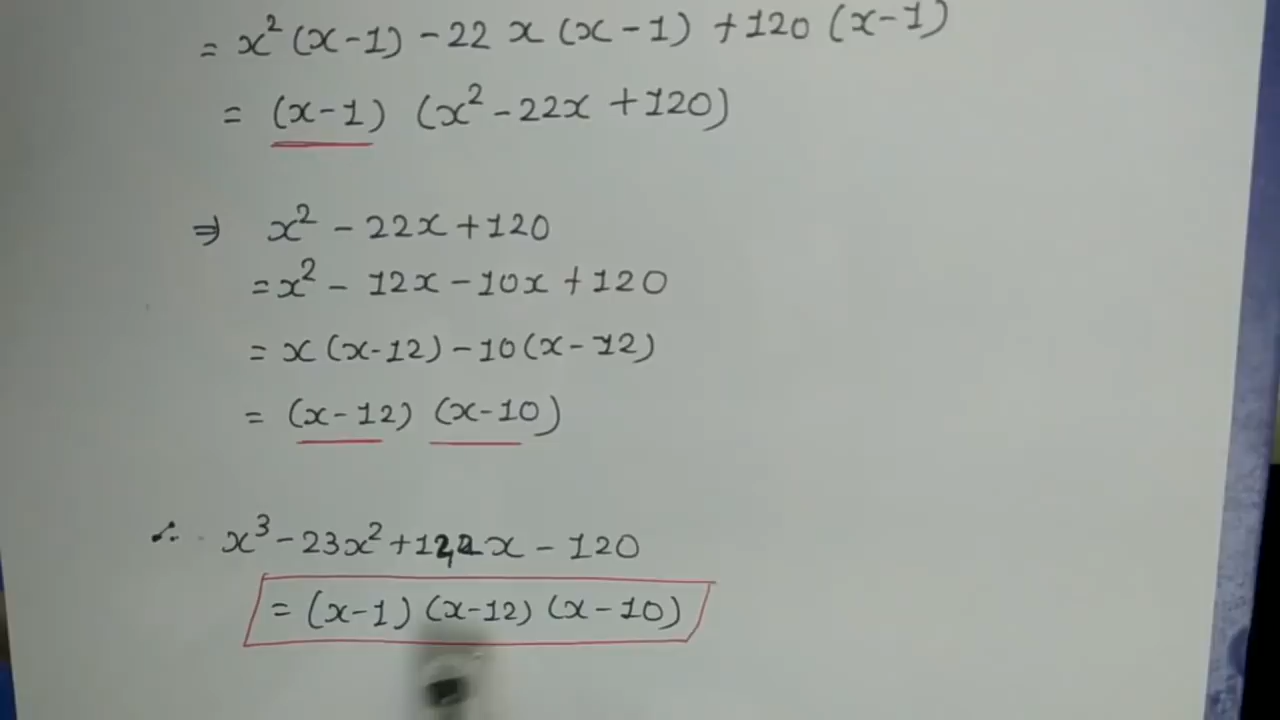 = x²(x-1) - 22 x (x-1) + 120 (x-1)
= (x-1) (x² - 22x + 120)
⇒ x² - 22x + 120
= x² - 12x - 10x + 120
= x (x-12) - 10 (x-12)
= (x-12) (x-10)
∴ x³ - 23x² + 122x - 120
= (x-1) (x-12) (x-10)